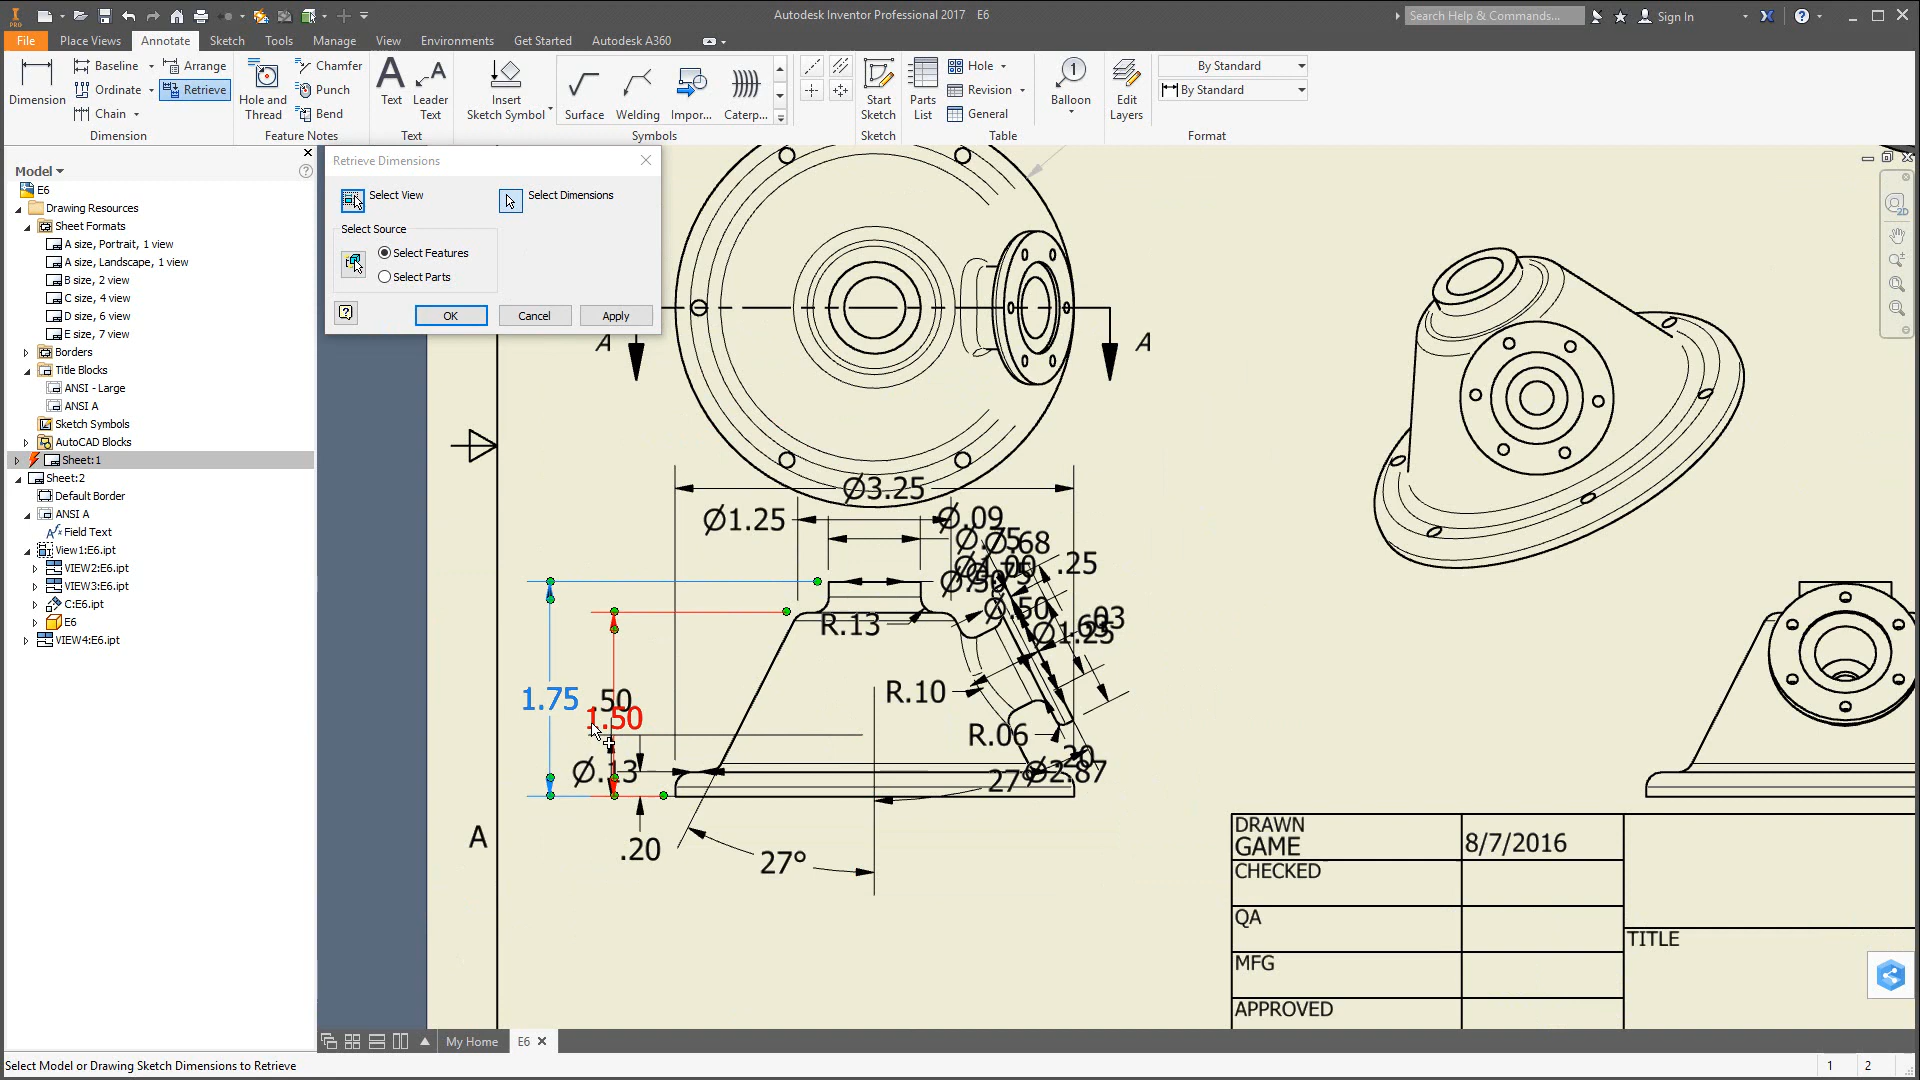 Autodesk Inventor Professional 2017 E6
Search Help & Commands...
Sign In
PRO
File Place Views Annotate Sketch Tools Manage View Environments Get Started Autodesk A360
Dimension
Baseline
Ordinate
Chain
Arrange
Retrieve
Dimension
Hole and Thread
Chamfer
Punch
Bend
Feature Notes
Text
Leader Text
Text
Insert Sketch Symbol
Surface
Welding
Impor...
Caterp...
Symbols
Start Sketch
Sketch
Parts List
Hole
Revision
General
Table
Balloon
Edit Layers
By Standard
By Standard
Format
Model
E6
Drawing Resources
Sheet Formats
A size, Portrait, 1 view
A size, Landscape, 1 view
B size, 2 view
C size, 4 view
D size, 6 view
E size, 7 view
Borders
Title Blocks
ANSI - Large
ANSI A
Sketch Symbols
AutoCAD Blocks
Sheet:1
Sheet:2
Default Border
ANSI A
Field Text
View1:E6.ipt
VIEW2:E6.ipt
VIEW3:E6.ipt
C:E6.ipt
E6
VIEW4:E6.ipt
Retrieve Dimensions
Select View
Select Dimensions
Select Source
Select Features
Select Parts
OK
Cancel
Apply
A
A
Ø3.25
Ø1.25
Ø.09
Ø.75
Ø.68
.25
Ø.50
Ø.50
R.13
Ø1.25
.03
1.75
.50
1.50
R.10
R.06
Ø.13
.20
27°
Ø2.87
.20
27°
A
DRAWN
GAME
8/7/2016
CHECKED
QA
MFG
APPROVED
TITLE
My Home
E6
Select Model or Drawing Sketch Dimensions to Retrieve
1
2